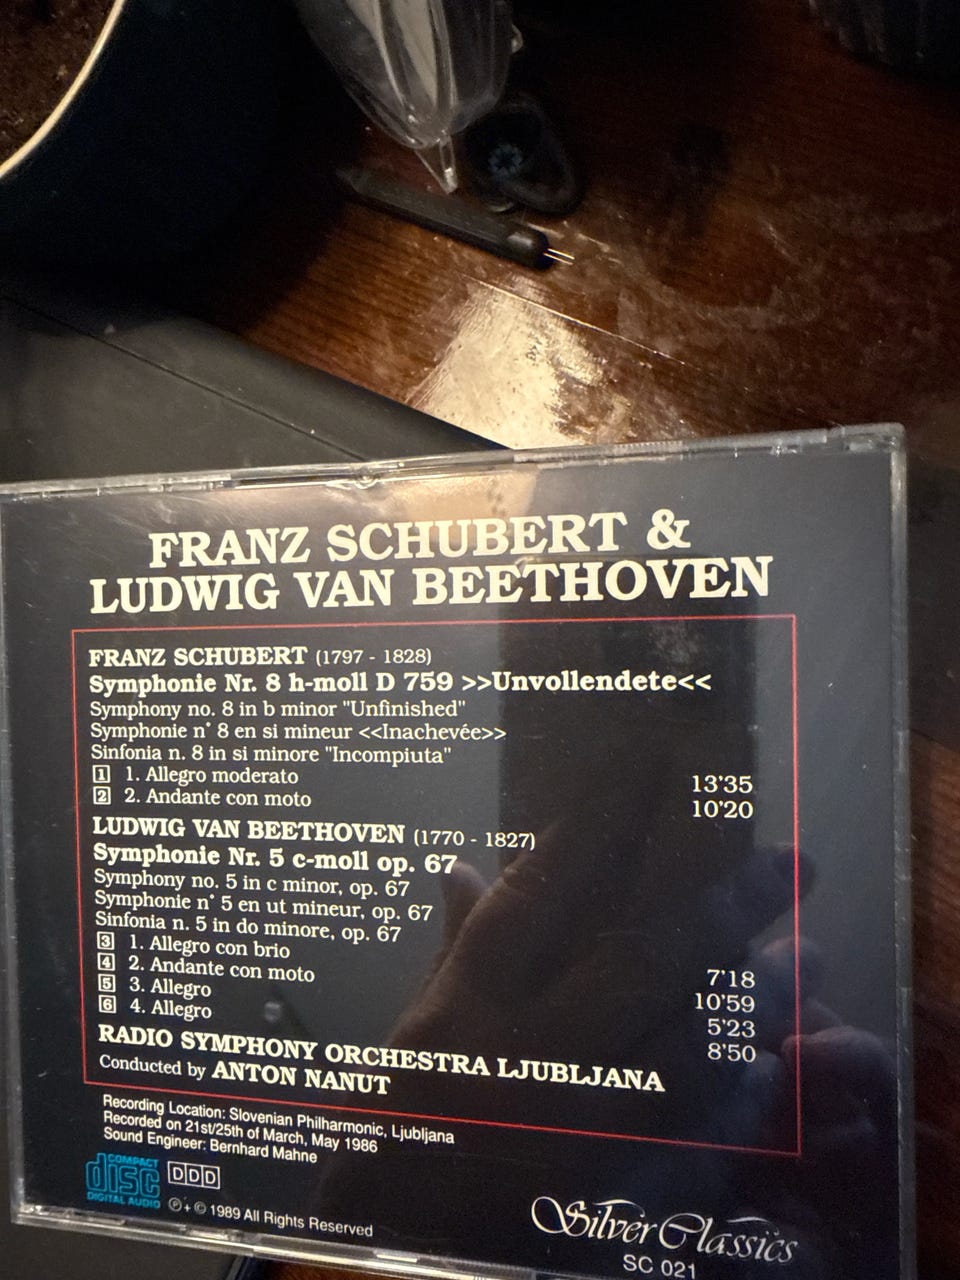 FRANZ SCHUBERT &
LUDWIG VAN BEETHOVEN
FRANZ SCHUBERT (1797 - 1828)
Symphonie Nr. 8 h-moll D 759 >>Unvollendete<<
Symphony no. 8 in b minor "Unfinished"
Symphonie n° 8 en si mineur <<Inachevée>>
Sinfonia n. 8 in si minore "Incompiuta"
1 1. Allegro moderato 13'35
2 2. Andante con moto 10'20
LUDWIG VAN BEETHOVEN (1770 - 1827)
Symphonie Nr. 5 c-moll op. 67
Symphony no. 5 in c minor, op. 67
Symphonie n° 5 en ut mineur, op. 67
Sinfonia n. 5 in do minore, op. 67
3 1. Allegro con brio 7'18
4 2. Andante con moto 10'59
5 3. Allegro 5'23
6 4. Allegro 8'50
RADIO SYMPHONY ORCHESTRA LJUBLJANA
Conducted by ANTON NANUT
Recording Location: Slovenian Philharmonic, Ljubljana
Recorded on 21st/25th of March, May 1986
Sound Engineer: Bernhard Mahne
COMPACT
disc
DIGITAL AUDIO
DDD
℗ + © 1989 All Rights Reserved
Silver Classics
SC 021